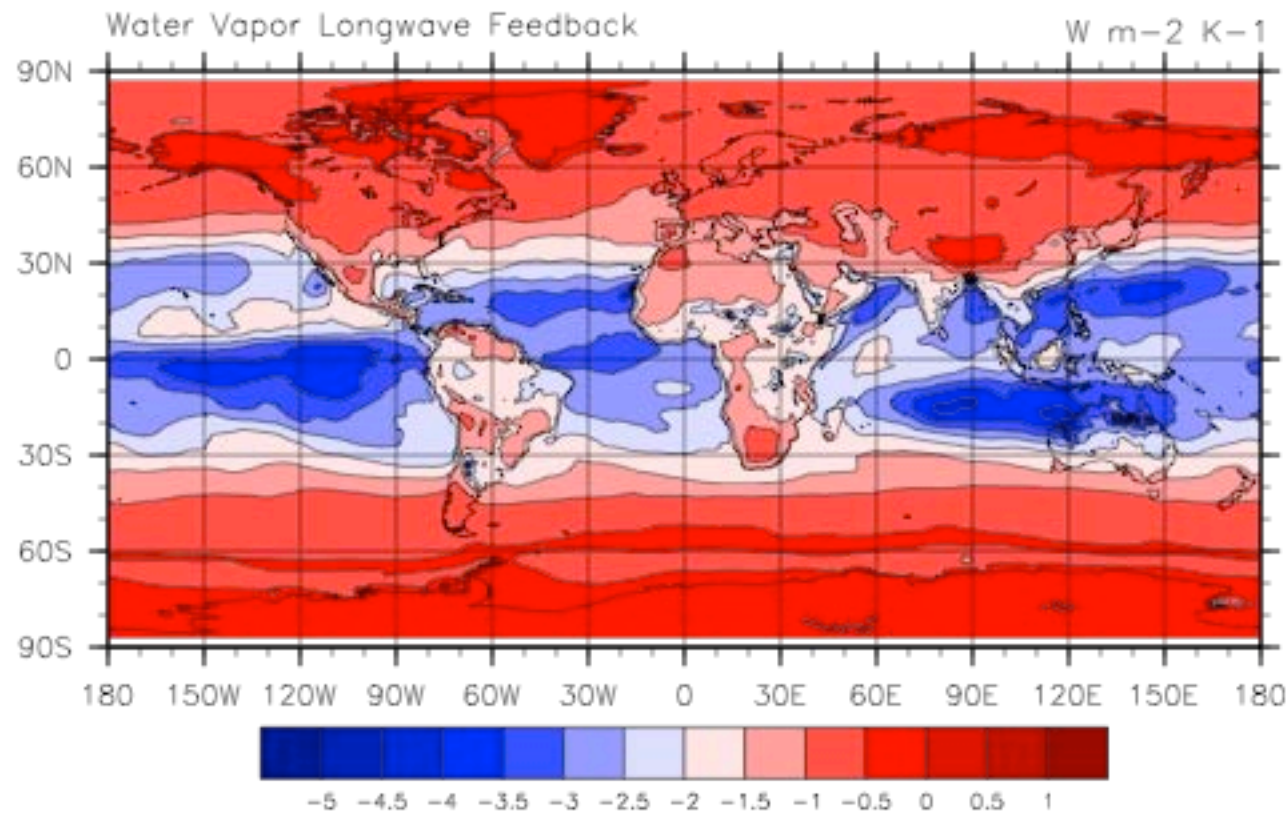 Water Vapor Longwave Feedback W m-2 K-1
90N
60N
30N
0
30S
60S
90S
180 150W 120W 90W 60W 30W 0 30E 60E 90E 120E 150E 180
-5 -4.5 -4 -3.5 -3 -2.5 -2 -1.5 -1 -0.5 0 0.5 1